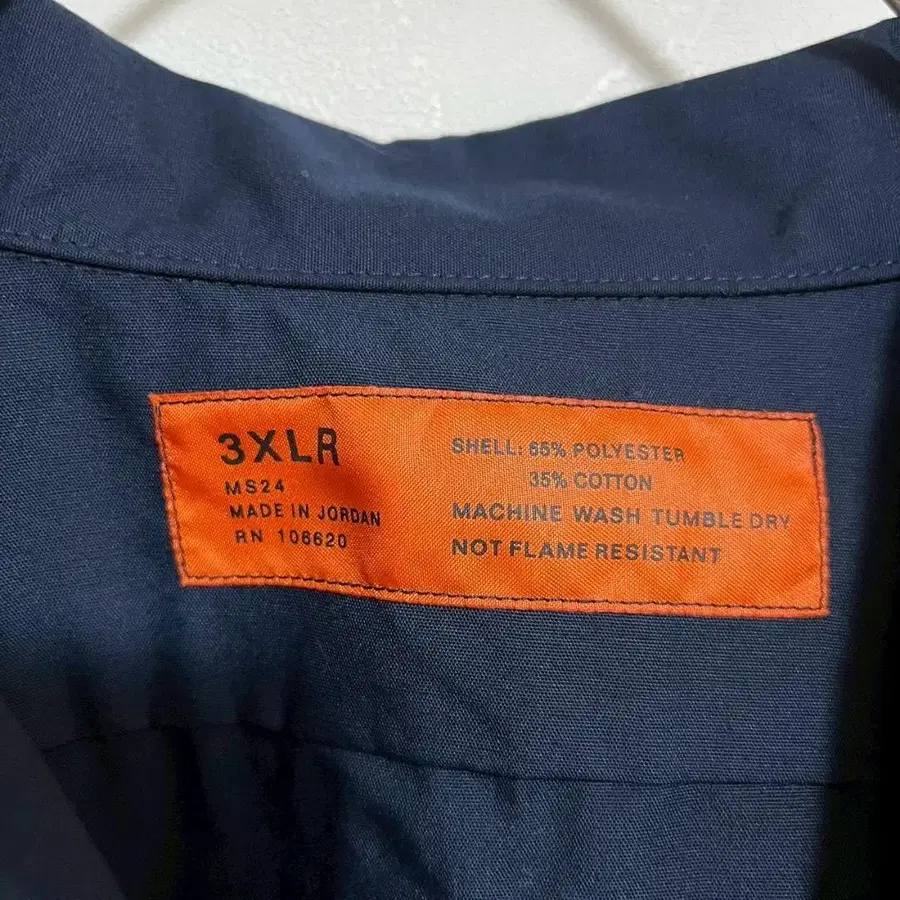 3XLR
MS24
MADE IN JORDAN
RN 106620
SHELL: 65% POLYESTER
35% COTTON
MACHINE WASH TUMBLE DRY
NOT FLAME RESISTANT